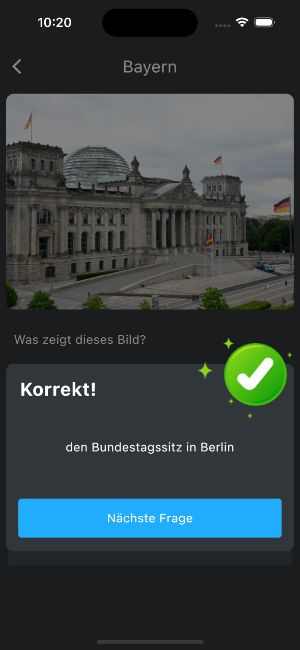 10:20
Bayern
Was zeigt dieses Bild?
Korrekt!
den Bundestagssitz in Berlin
Nächste Frage